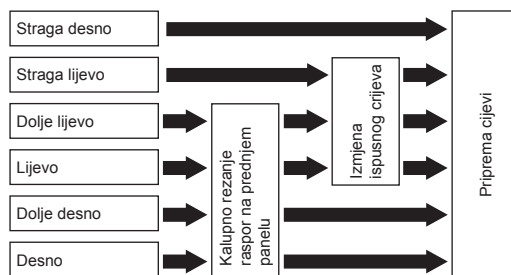 Straga desno
Straga lijevo
Dolje lijevo
Lijevo
Dolje desno
Desno
Kalupno rezanje
raspor na prednjem
panelu
Izmjena
ispusnog crijeva
Priprema cijevi